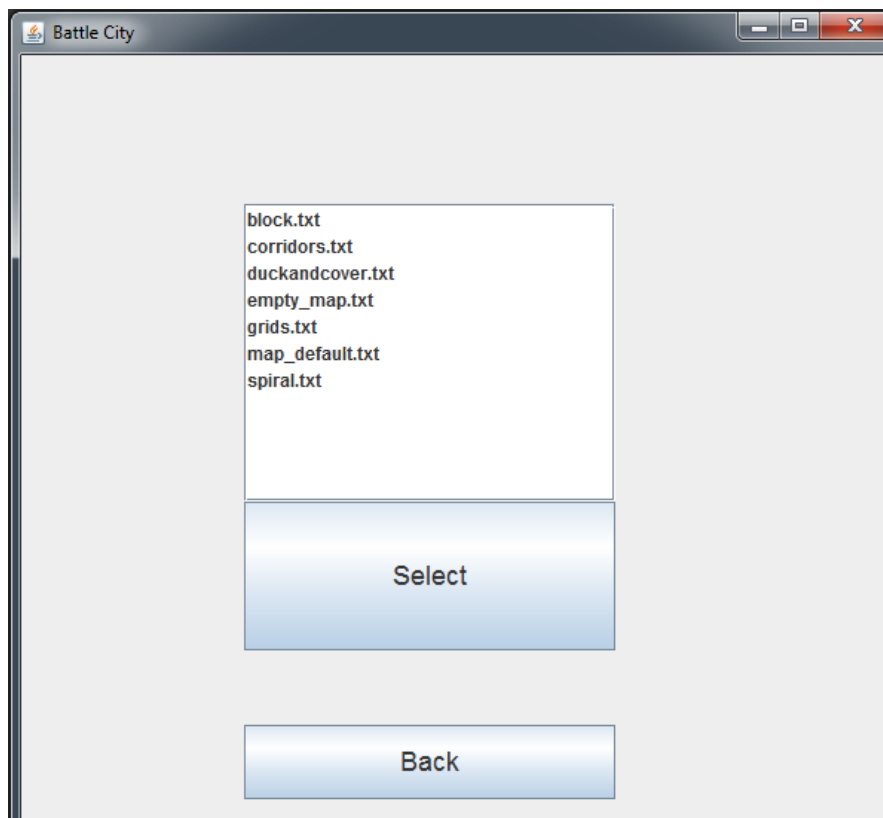 Battle City
block.txt
corridors.txt
duckandcover.txt
empty_map.txt
grids.txt
map_default.txt
spiral.txt
Select
Back